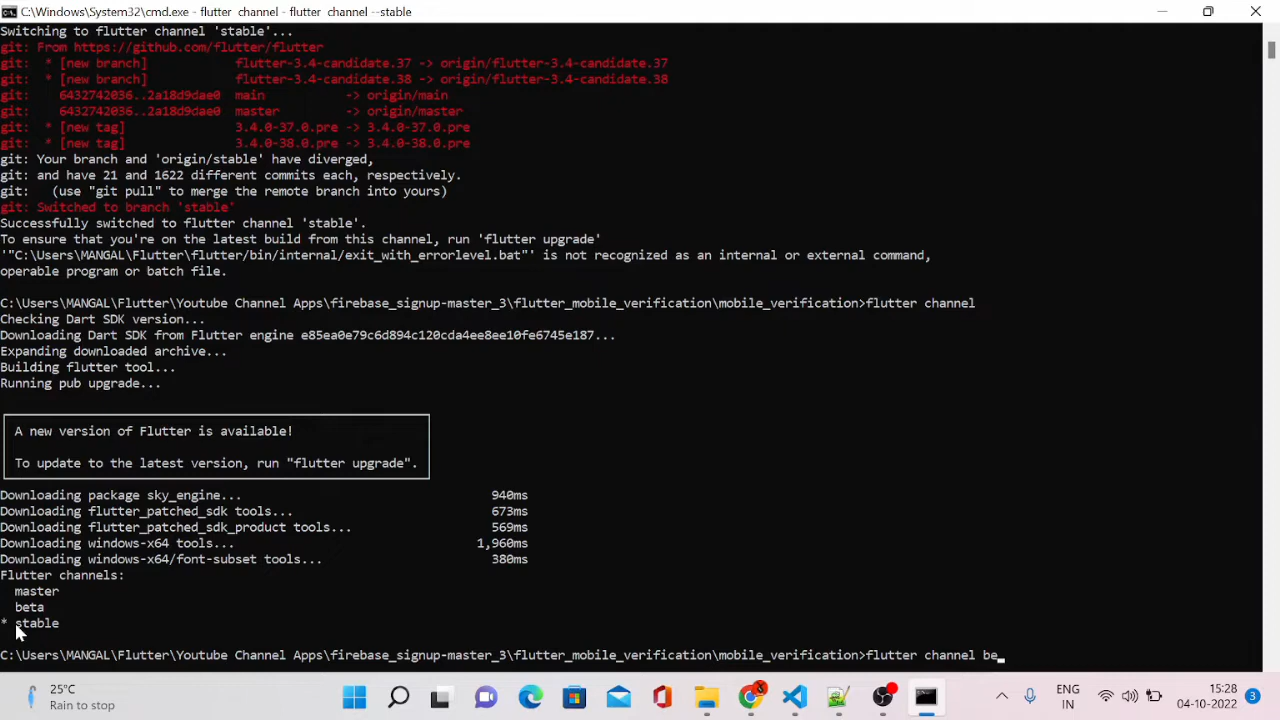 C:\Windows\System32\cmd.exe - flutter channel - flutter channel --stable
Switching to flutter channel 'stable'...
git: From https://github.com/flutter/flutter
git:  * [new branch]              flutter-3.4-candidate.37 -> origin/flutter-3.4-candidate.37
git:  * [new branch]              flutter-3.4-candidate.38 -> origin/flutter-3.4-candidate.38
git:    6432742036..2a18d9dae0  main           -> origin/main
git:    6432742036..2a18d9dae0  master         -> origin/master
git:  * [new tag]               3.4.0-37.0.pre -> 3.4.0-37.0.pre
git:  * [new tag]               3.4.0-38.0.pre -> 3.4.0-38.0.pre
git: Your branch and 'origin/stable' have diverged,
git: and have 21 and 1622 different commits each, respectively.
git:   (use "git pull" to merge the remote branch into yours)
git: Switched to branch 'stable'
Successfully switched to flutter channel 'stable'.
To ensure that you're on the latest build from this channel, run 'flutter upgrade'
'"C:\Users\MANGAL\Flutter\flutter/bin/internal/exit_with_errorlevel.bat"' is not recognized as an internal or external command,
operable program or batch file.
C:\Users\MANGAL\Flutter\Youtube Channel Apps\firebase_signup-master_3\flutter_mobile_verification\mobile_verification>flutter channel
Checking Dart SDK version...
Downloading Dart SDK from Flutter engine e85ea0e79c6d894c120cda4ee8ee10fe6745e187...
Expanding downloaded archive...
Building flutter tool...
Running pub upgrade...
A new version of Flutter is available!
To update to the latest version, run "flutter upgrade".
Downloading package sky_engine...                                  940ms
Downloading flutter_patched_sdk tools...                           673ms
Downloading flutter_patched_sdk_product tools...                   569ms
Downloading windows-x64 tools...                                 1,960ms
Downloading windows-x64/font-subset tools...                       380ms
Flutter channels:
master
beta
* stable
C:\Users\MANGAL\Flutter\Youtube Channel Apps\firebase_signup-master_3\flutter_mobile_verification\mobile_verification>flutter channel be_
25°C
Rain to stop
ENG
IN
15:28
04-10-2022
3